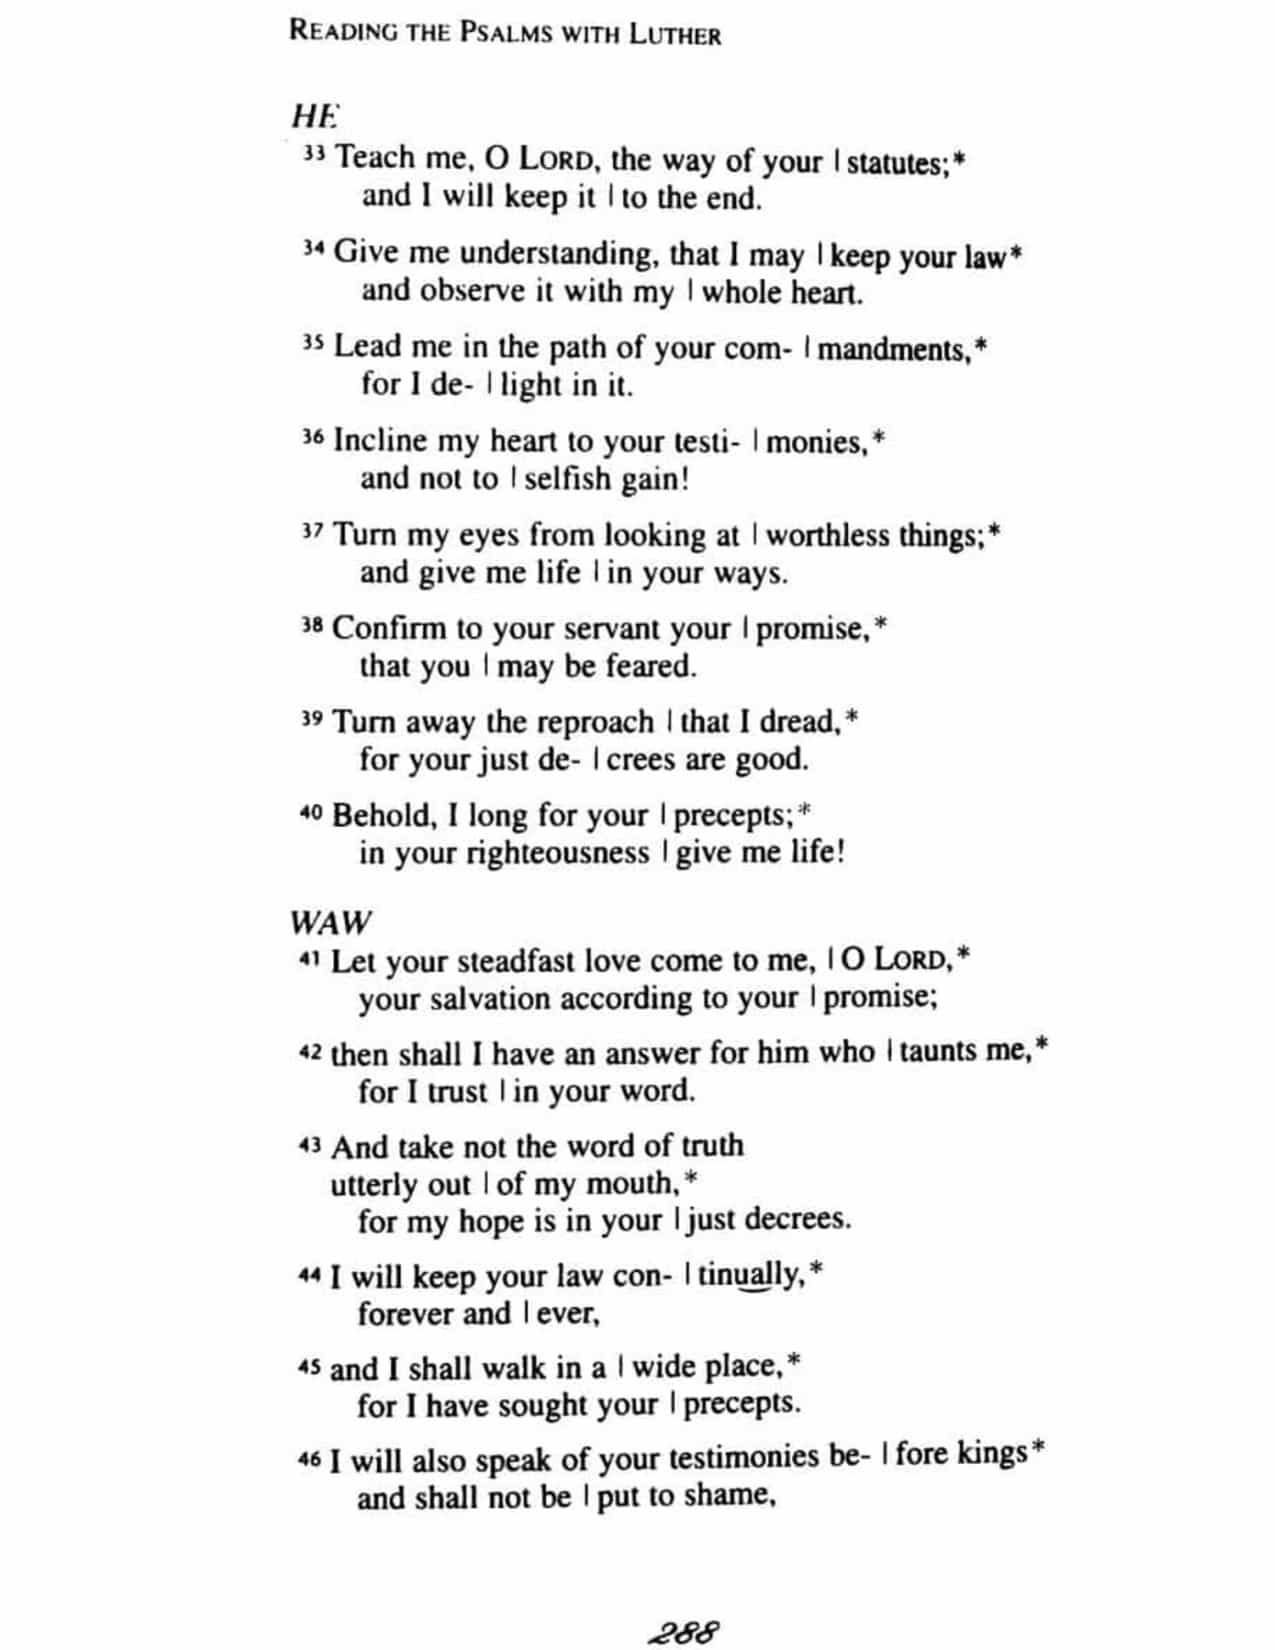 READING THE PSALMS WITH LUTHER
HE
33 Teach me, O LORD, the way of your | statutes;*
and I will keep it | to the end.
34 Give me understanding, that I may | keep your law*
and observe it with my | whole heart.
35 Lead me in the path of your com- | mandments,*
for I de- | light in it.
36 Incline my heart to your testi- | monies,*
and not to | selfish gain!
37 Turn my eyes from looking at | worthless things;*
and give me life | in your ways.
38 Confirm to your servant your | promise,*
that you | may be feared.
39 Turn away the reproach | that I dread,*
for your just de- | crees are good.
40 Behold, I long for your | precepts;*
in your righteousness | give me life!
WAW
41 Let your steadfast love come to me, | O LORD,*
your salvation according to your | promise;
42 then shall I have an answer for him who | taunts me,*
for I trust | in your word.
43 And take not the word of truth
utterly out | of my mouth,*
for my hope is in your | just decrees.
44 I will keep your law con- | tinually,*
forever and | ever,
45 and I shall walk in a | wide place,*
for I have sought your | precepts.
46 I will also speak of your testimonies be- | fore kings*
and shall not be | put to shame,
288